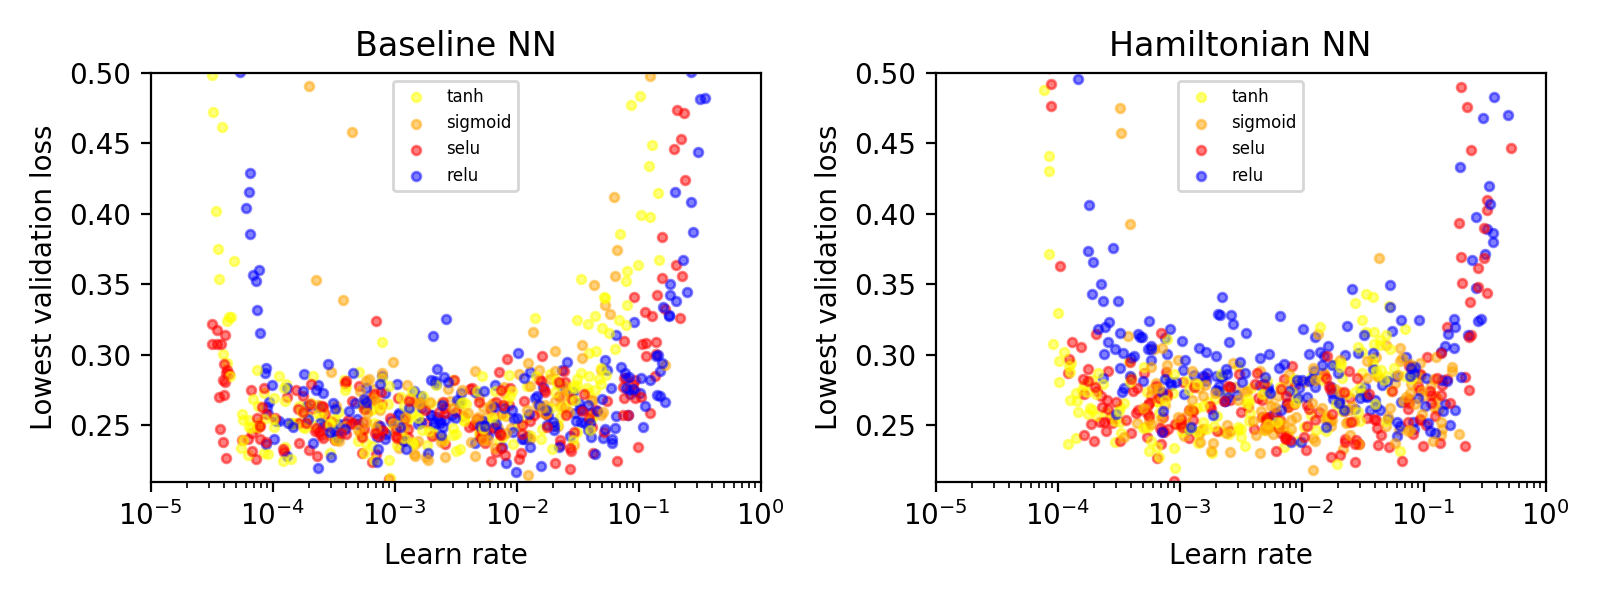 Baseline NN
Lowest validation loss
0.50
0.45
0.40
0.35
0.30
0.25
tanh
sigmoid
selu
relu
10⁻⁵ 10⁻⁴ 10⁻³ 10⁻² 10⁻¹ 10⁰
Learn rate
Hamiltonian NN
Lowest validation loss
0.50
0.45
0.40
0.35
0.30
0.25
tanh
sigmoid
selu
relu
10⁻⁵ 10⁻⁴ 10⁻³ 10⁻² 10⁻¹ 10⁰
Learn rate